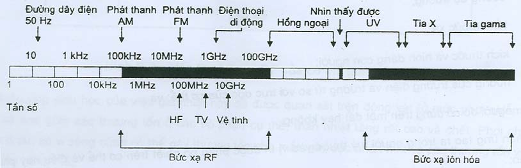 Đường dây điện Phát thanh Phát thanh Điện thoại Nhìn thấy được
50 Hz AM FM di động Hồng ngoại UV Tia X Tia gama
10 1 kHz 100kHz 10MHz 1GHz 100GHz
1 100 10kHz 1MHz 100MHz 10GHz
Tần số HF TV Vệ tinh
Bức xạ RF Bức xạ ion hóa